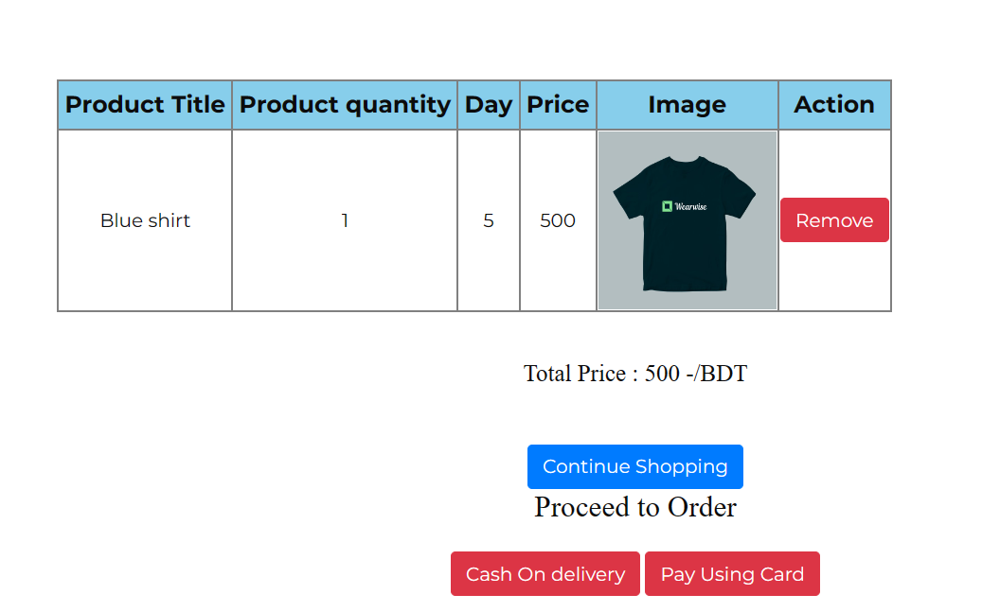 Product Title Product quantity Day Price Image Action
Blue shirt 1 5 500 Wearwise Remove
Total Price : 500 -/BDT
Continue Shopping
Proceed to Order
Cash On delivery Pay Using Card